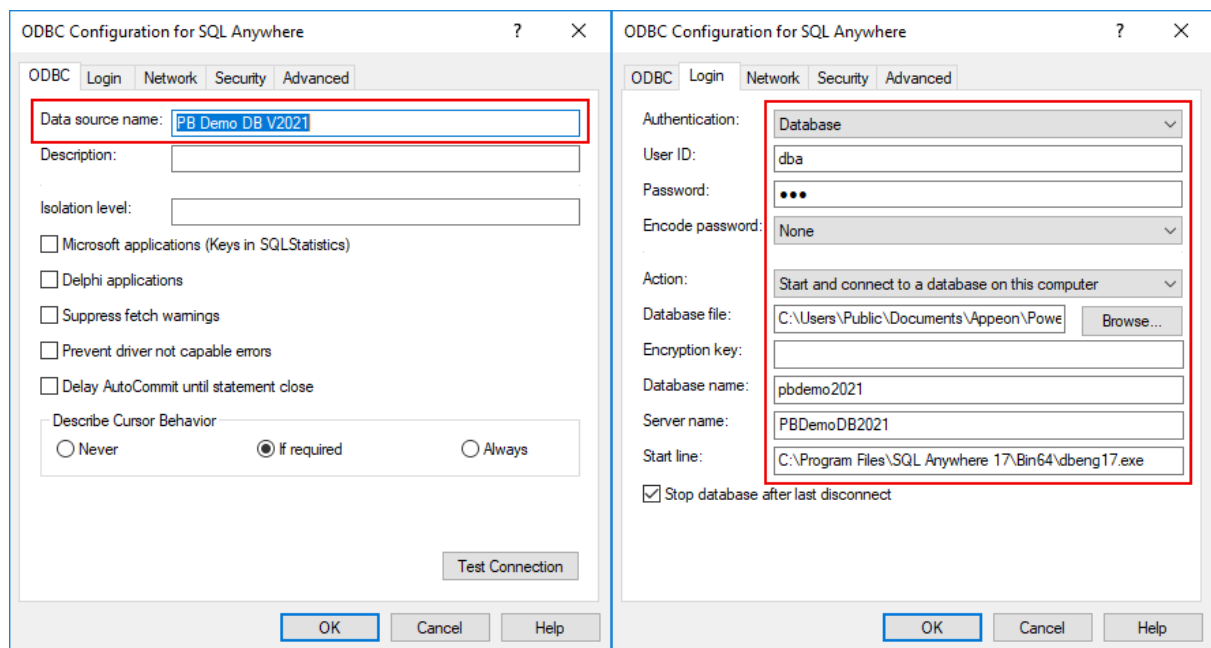 ODBC Configuration for SQL Anywhere ? ×
ODBC Login Network Security Advanced
Data source name: PB Demo DB V2021
Description:
Isolation level:
Microsoft applications (Keys in SQLStatistics)
Delphi applications
Suppress fetch warnings
Prevent driver not capable errors
Delay AutoCommit until statement close
Describe Cursor Behavior
Never If required Always
Test Connection
OK Cancel Help
ODBC Configuration for SQL Anywhere ? ×
ODBC Login Network Security Advanced
Authentication: Database
User ID: dba
Password: •••
Encode password: None
Action: Start and connect to a database on this computer
Database file: C:\Users\Public\Documents\Appeon\Powe Browse...
Encryption key:
Database name: pbdemo2021
Server name: PBDemoDB2021
Start line: C:\Program Files\SQL Anywhere 17\Bin64\dbeng17.exe
Stop database after last disconnect
OK Cancel Help